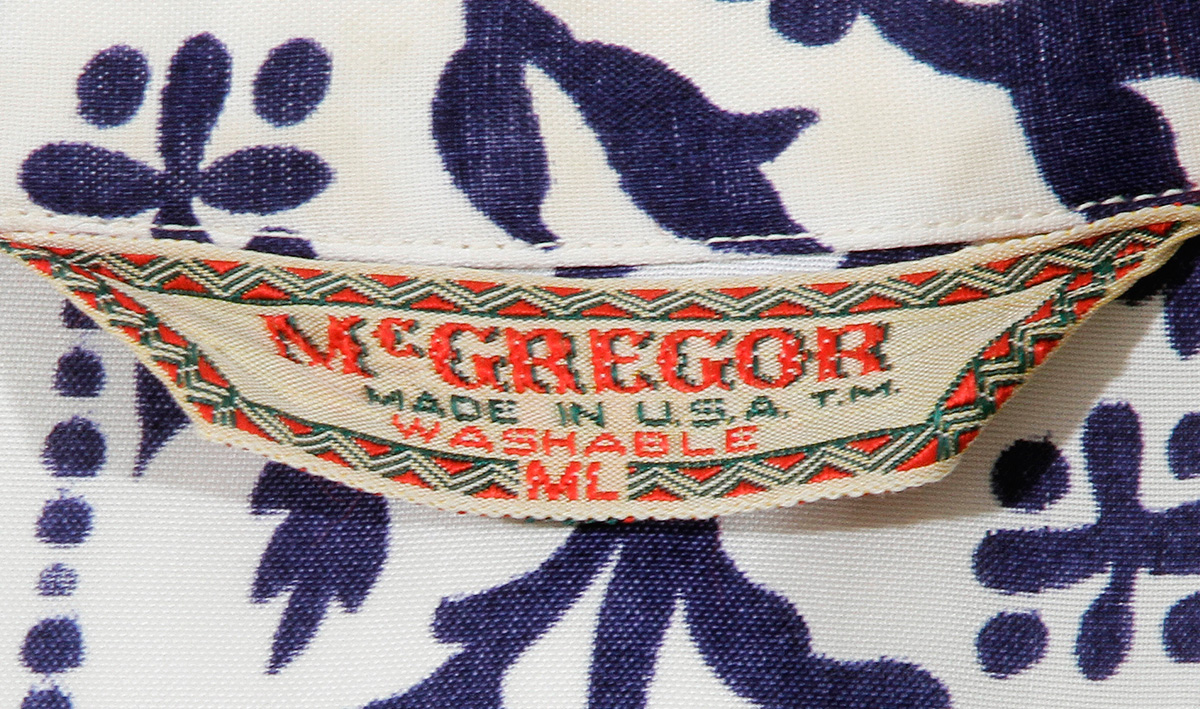 McGREGOR
MADE IN U.S.A. T.M.
WASHABLE
ML